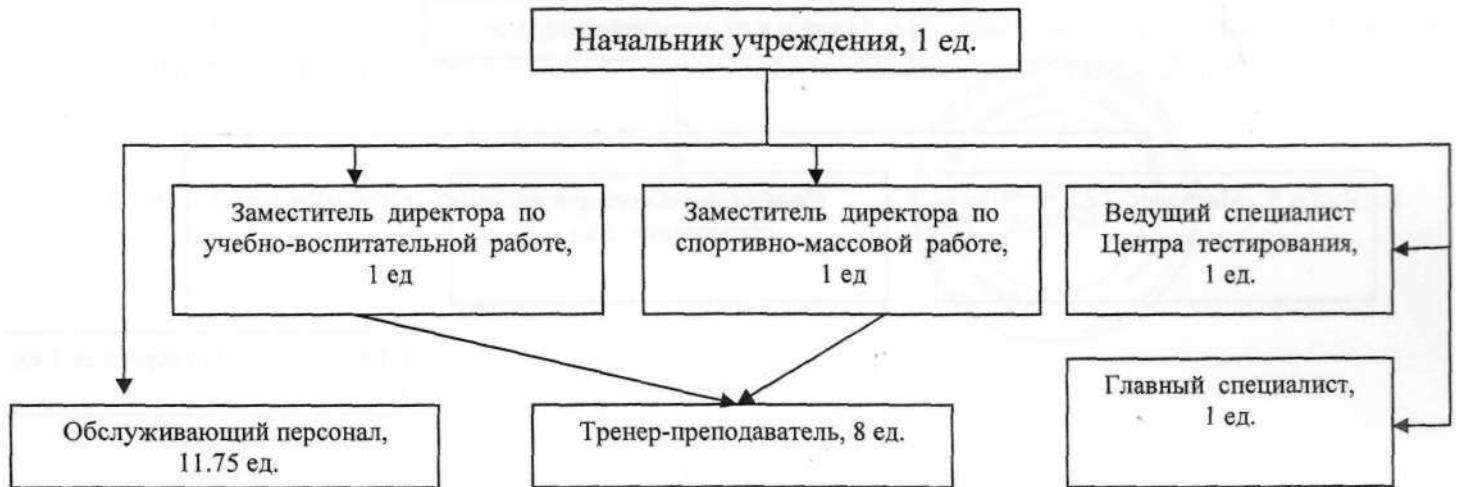 Начальник учреждения, 1 ед.
Заместитель директора по
учебно-воспитательной работе,
1 ед
Заместитель директора по
спортивно-массовой работе,
1 ед
Ведущий специалист
Центра тестирования,
1 ед.
Главный специалист,
1 ед.
Обслуживающий персонал,
11.75 ед.
Тренер-преподаватель, 8 ед.